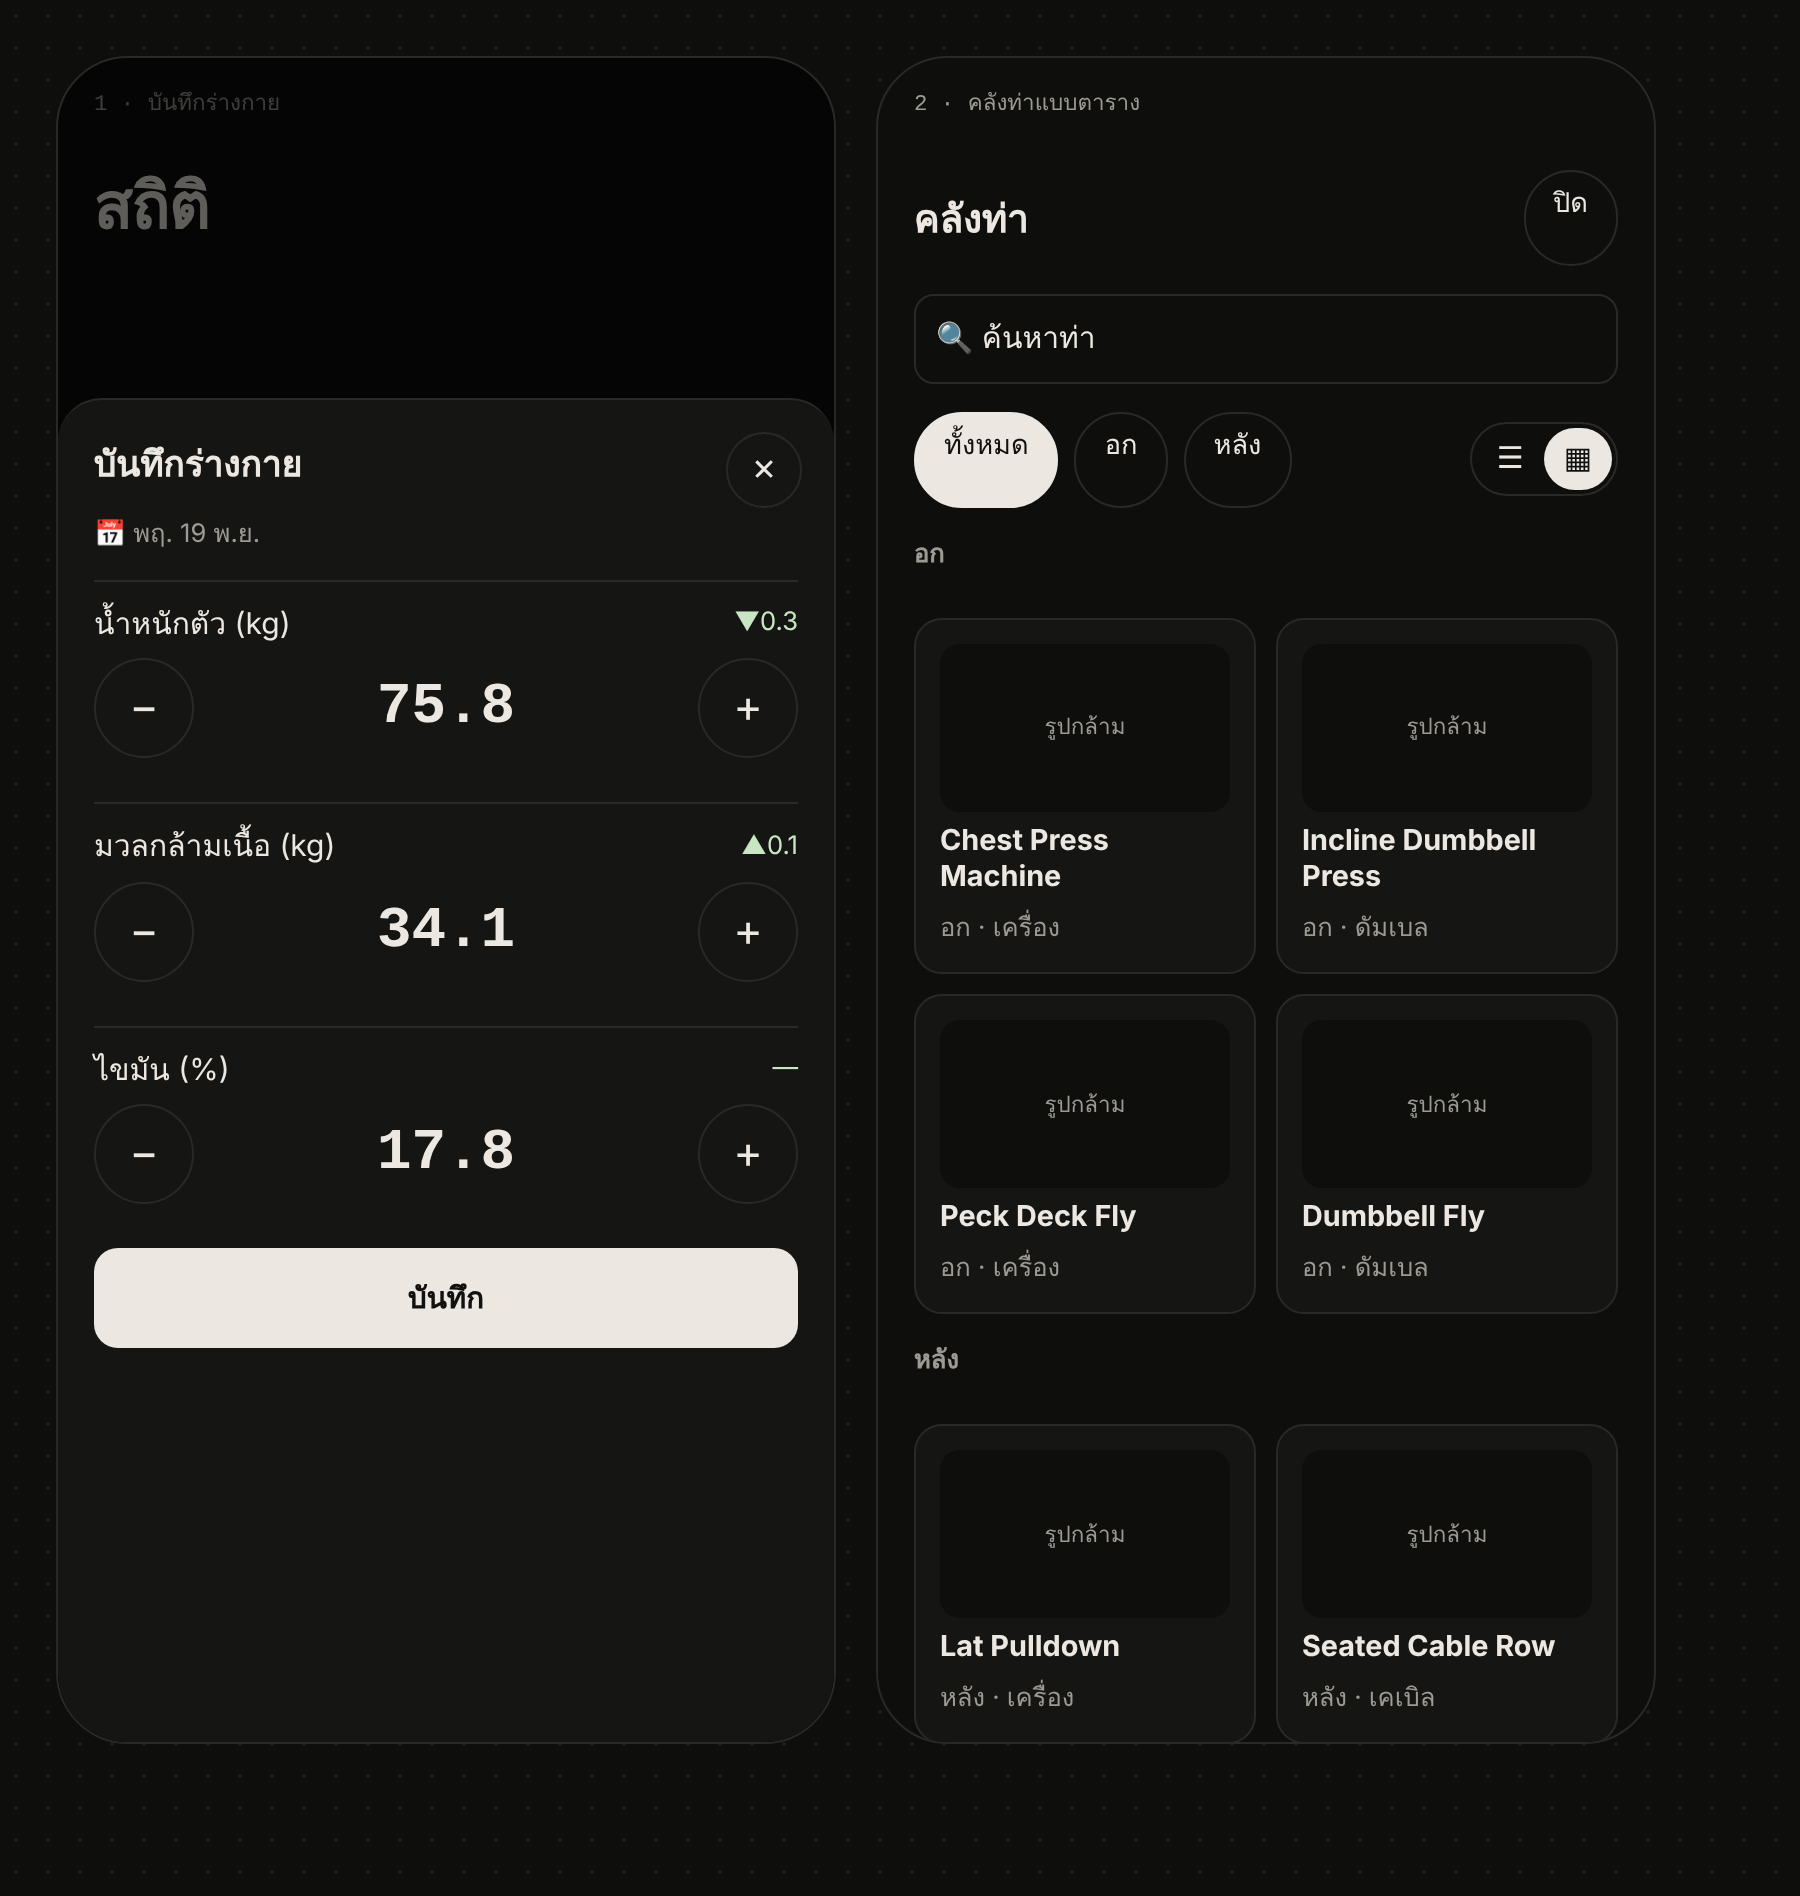 1 · บันทึกร่างกาย
สถิติ
บันทึกร่างกาย
✕
📅 พฤ. 19 พ.ย.
น้ำหนักตัว (kg)
▼0.3
− 75.8 +
มวลกล้ามเนื้อ (kg)
▲0.1
− 34.1 +
ไขมัน (%)
—
− 17.8 +
บันทึก
2 · คลังท่าแบบตาราง
คลังท่า
ปิด
🔍 ค้นหาท่า
ทั้งหมด อก หลัง ☰ ▦
อก
รูปกล้าม
Chest Press
Machine
อก · เครื่อง
รูปกล้าม
Incline Dumbbell
Press
อก · ดัมเบล
รูปกล้าม
Peck Deck Fly
อก · เครื่อง
รูปกล้าม
Dumbbell Fly
อก · ดัมเบล
หลัง
รูปกล้าม
Lat Pulldown
หลัง · เครื่อง
รูปกล้าม
Seated Cable Row
หลัง · เคเบิล